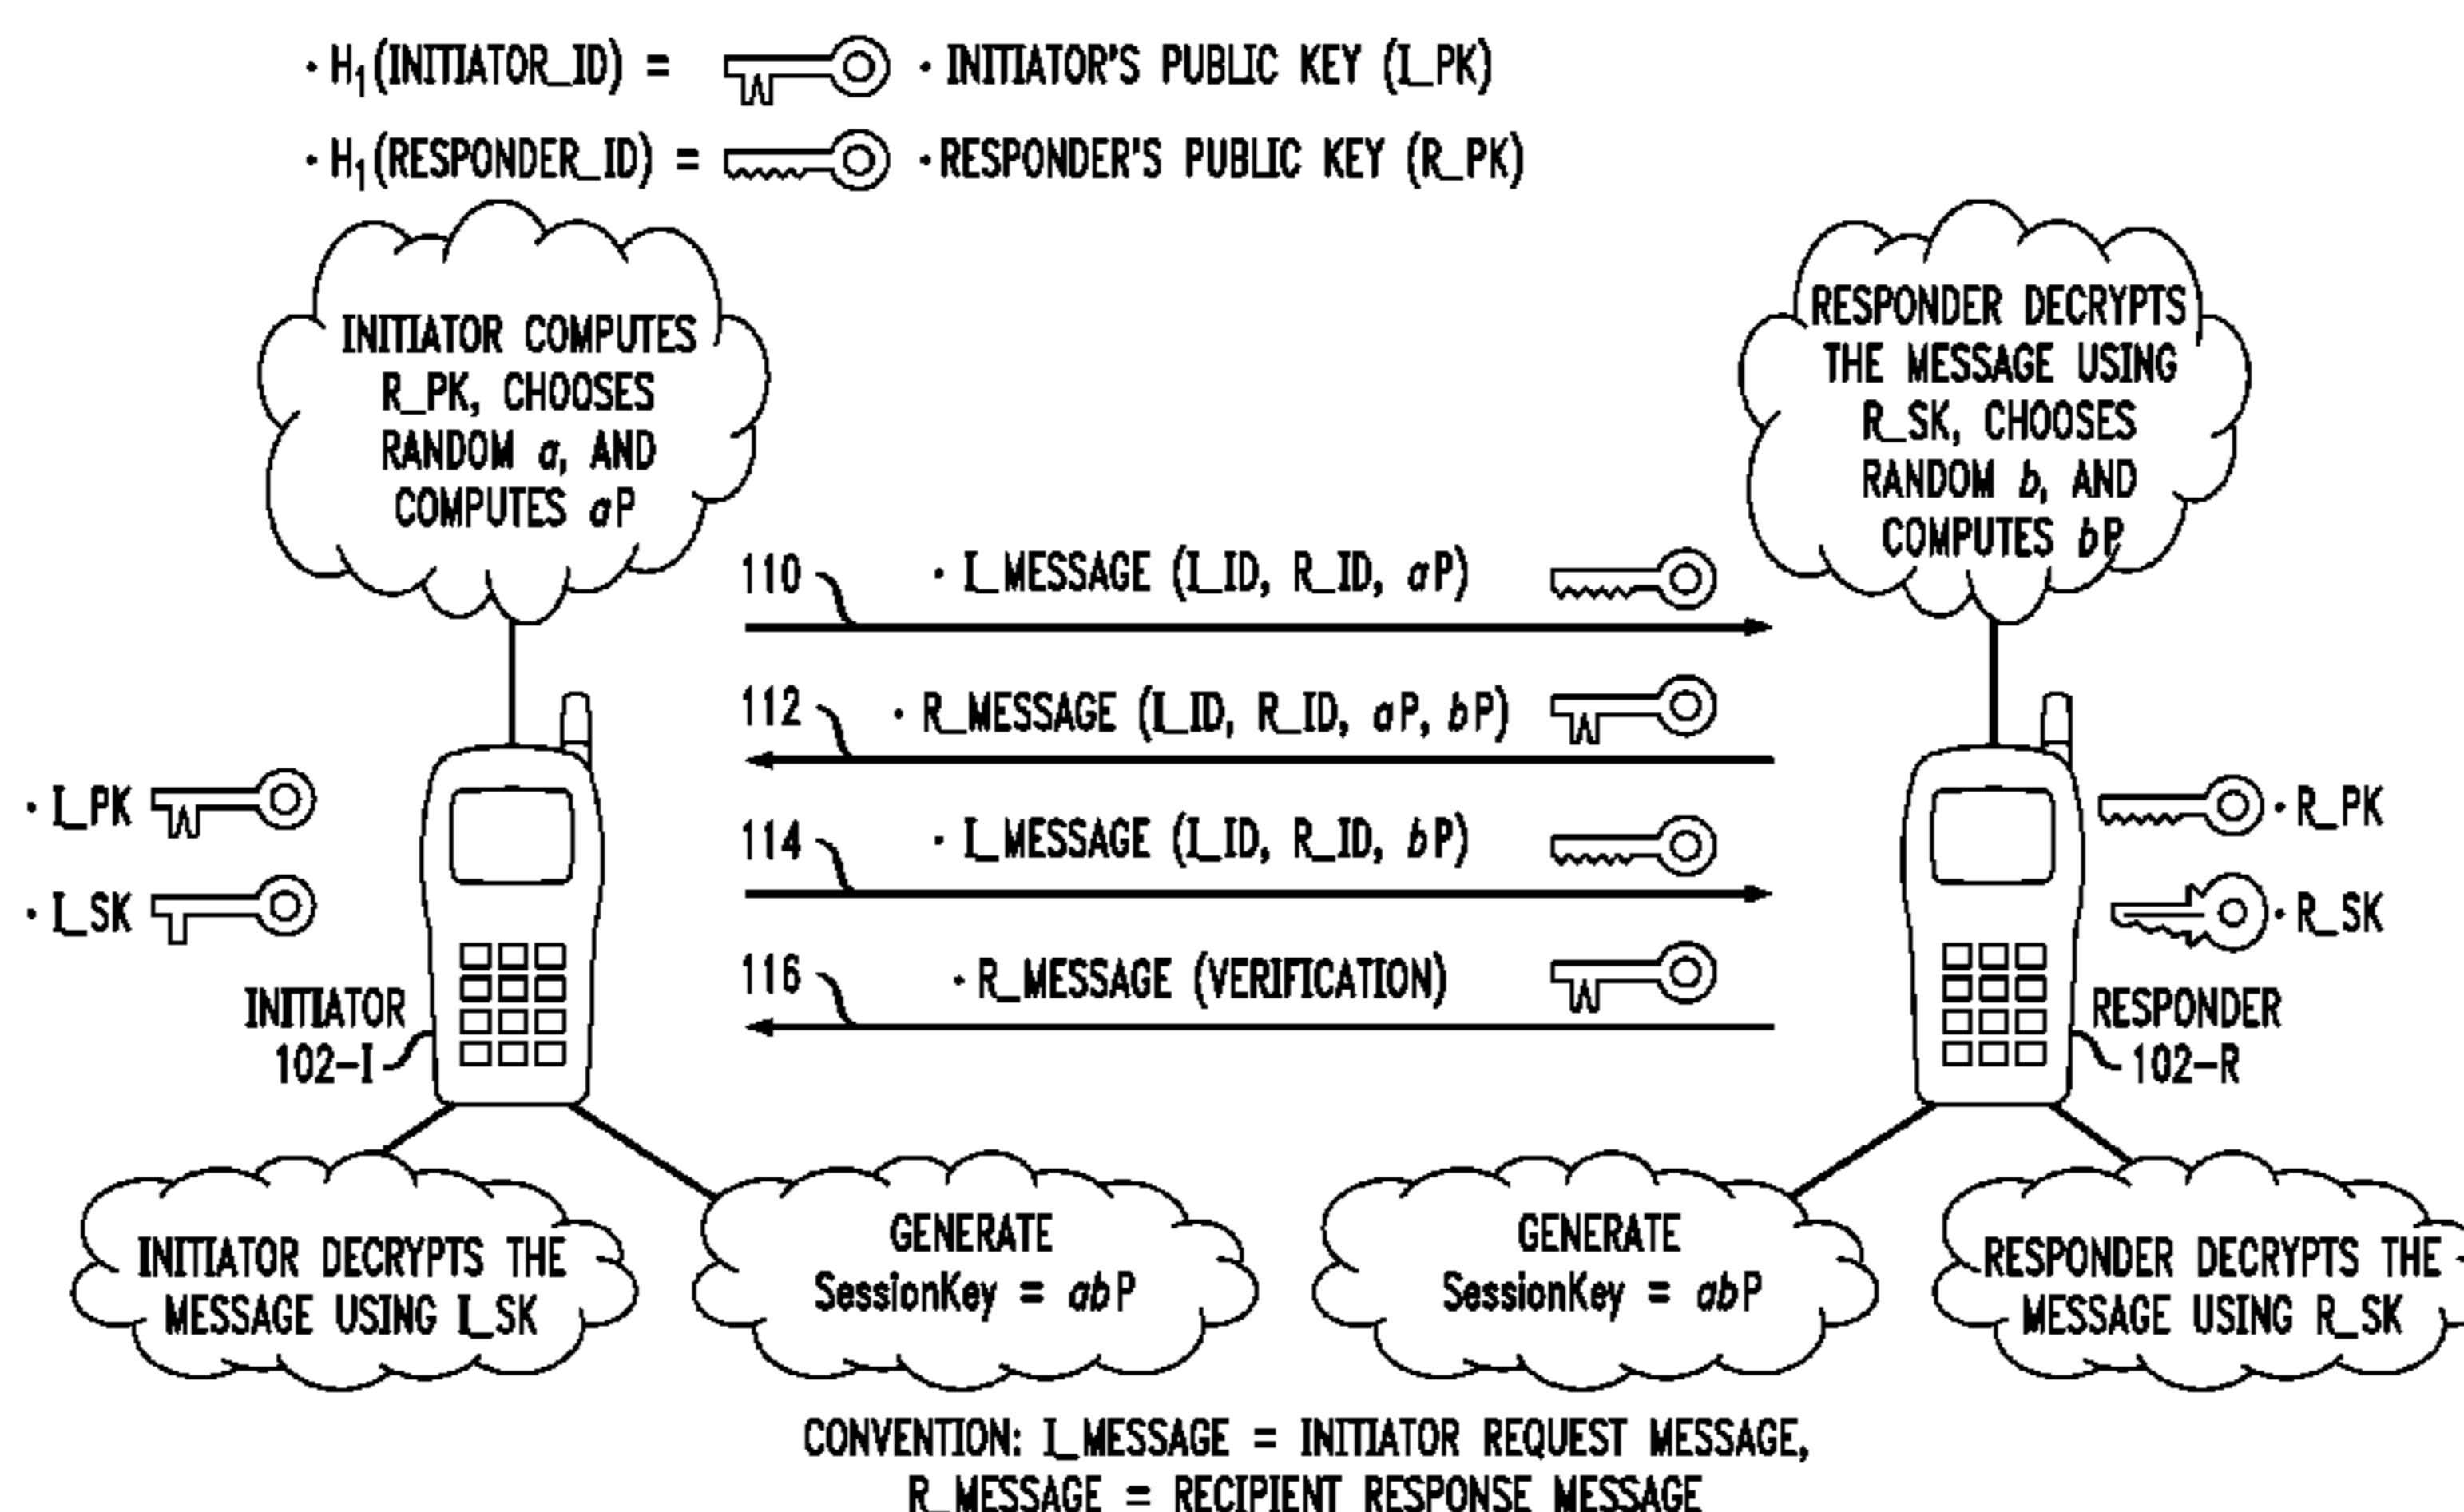 · H₁(INITIATOR_ID) = · INITIATOR'S PUBLIC KEY (I_PK)
· H₁(RESPONDER_ID) = · RESPONDER'S PUBLIC KEY (R_PK)
INITIATOR COMPUTES
R_PK, CHOOSES
RANDOM a, AND
COMPUTES aP
RESPONDER DECRYPTS
THE MESSAGE USING
R_SK, CHOOSES
RANDOM b, AND
COMPUTES bP
110 · I_MESSAGE (I_ID, R_ID, aP)
112 · R_MESSAGE (I_ID, R_ID, aP, bP)
114 · I_MESSAGE (I_ID, R_ID, bP)
116 · R_MESSAGE (VERIFICATION)
· I_PK
· I_SK
INITIATOR
102-I
· R_PK
· R_SK
RESPONDER
102-R
INITIATOR DECRYPTS THE
MESSAGE USING I_SK
GENERATE
SessionKey = abP
GENERATE
SessionKey = abP
RESPONDER DECRYPTS THE
MESSAGE USING R_SK
CONVENTION: I_MESSAGE = INITIATOR REQUEST MESSAGE,
R_MESSAGE = RECIPIENT RESPONSE MESSAGE